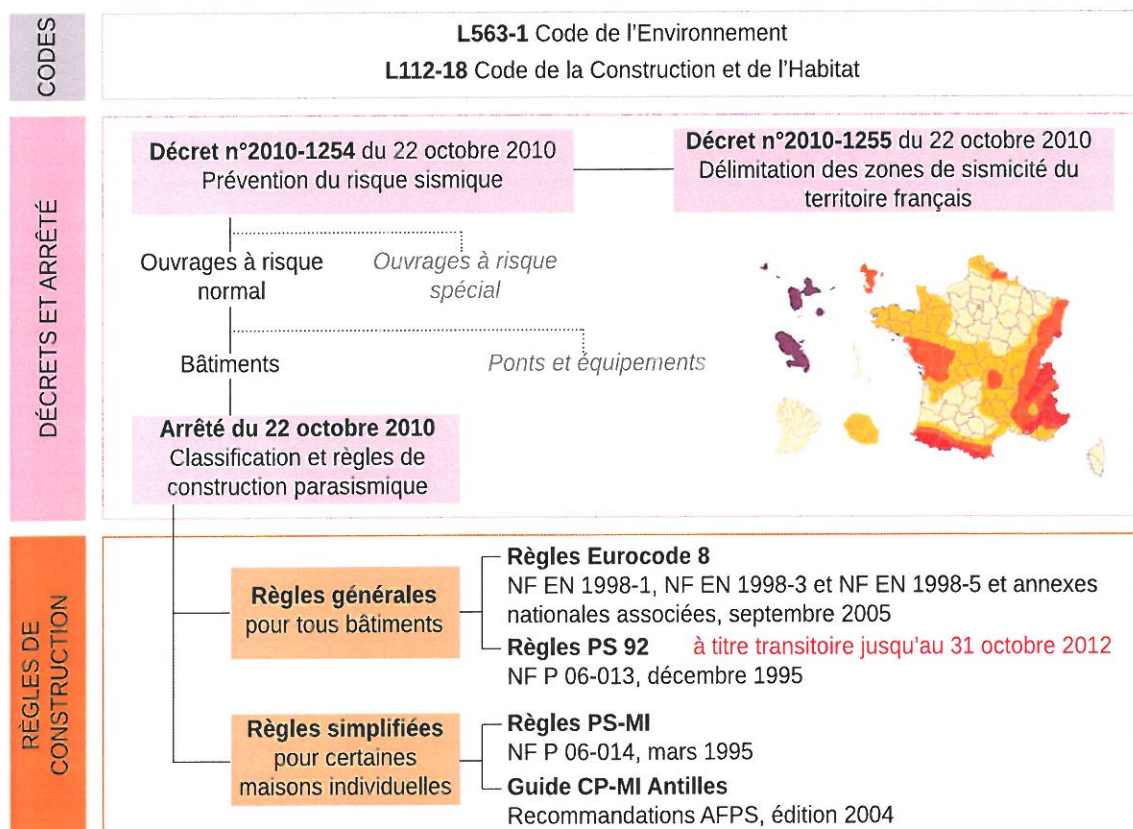 CODES
L563-1 Code de l'Environnement
L112-18 Code de la Construction et de l'Habitat
DÉCRETS ET ARRÊTÉ
Décret n°2010-1254 du 22 octobre 2010
Prévention du risque sismique
Décret n°2010-1255 du 22 octobre 2010
Délimitation des zones de sismicité du
territoire français
Ouvrages à risque
normal
Ouvrages à risque
spécial
Bâtiments
Ponts et équipements
Arrêté du 22 octobre 2010
Classification et règles de
construction parasismique
RÈGLES DE
CONSTRUCTION
Règles générales
pour tous bâtiments
Règles Eurocode 8
NF EN 1998-1, NF EN 1998-3 et NF EN 1998-5 et annexes
nationales associées, septembre 2005
Règles PS 92 à titre transitoire jusqu'au 31 octobre 2012
NF P 06-013, décembre 1995
Règles simplifiées
pour certaines
maisons individuelles
Règles PS-MI
NF P 06-014, mars 1995
Guide CP-MI Antilles
Recommandations AFPS, édition 2004